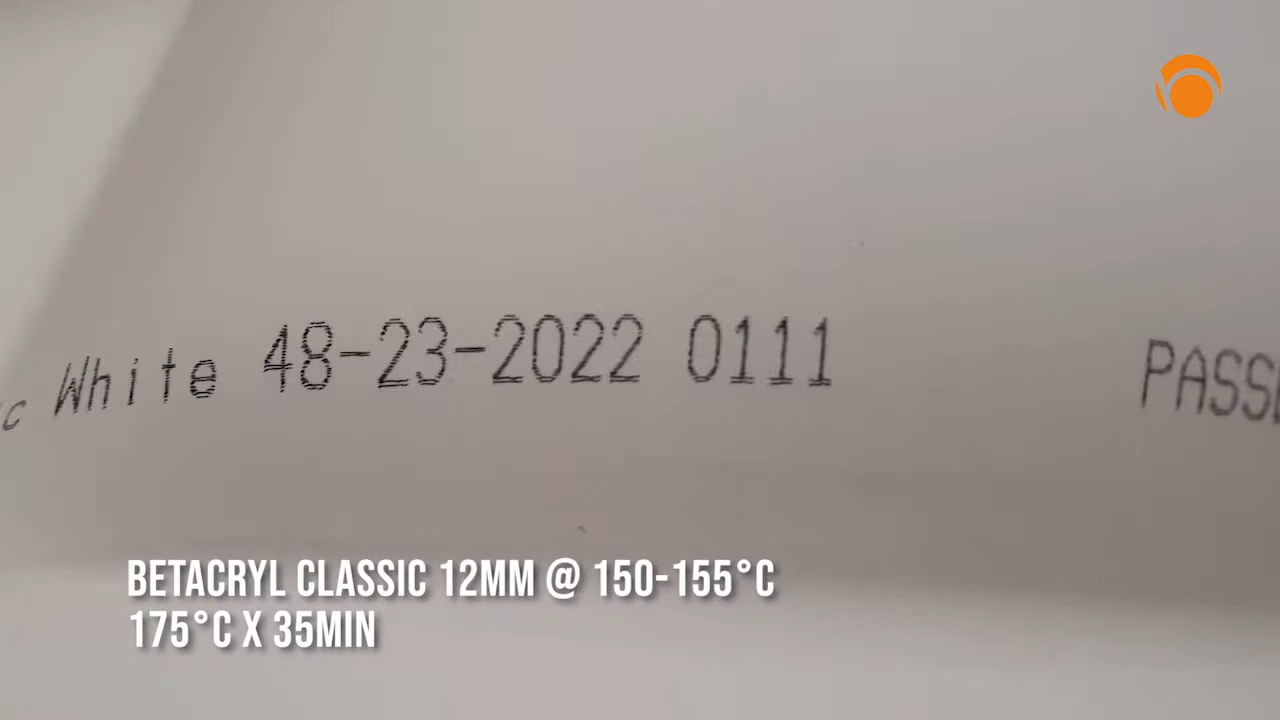 White 48-23-2022 0111
BETACRYL CLASSIC 12MM @ 150-155°C
175°C X 35MIN